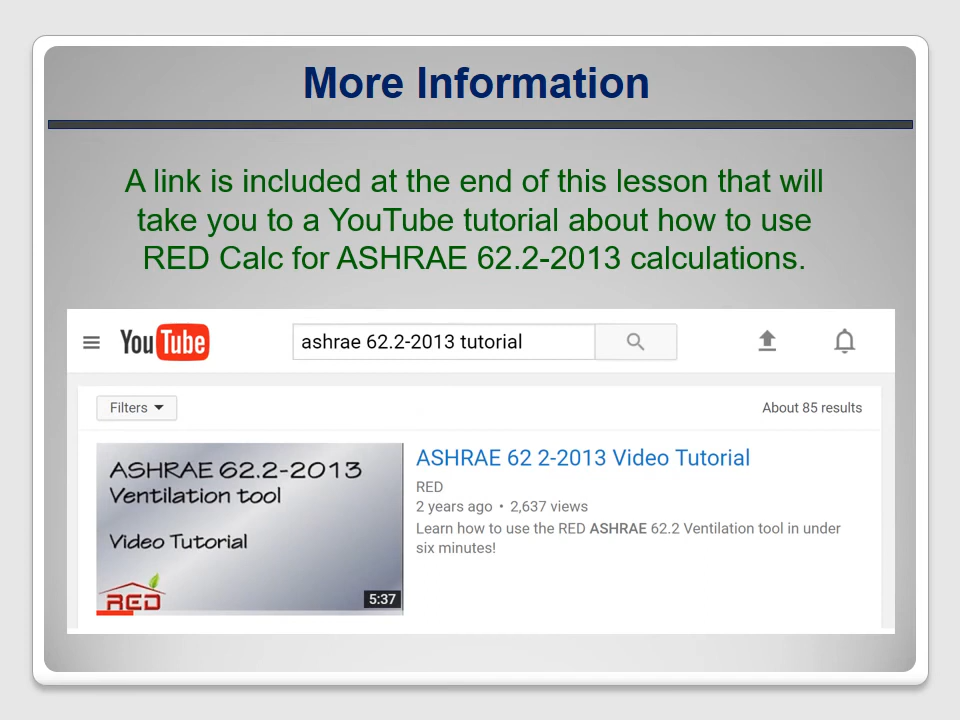 More Information
A link is included at the end of this lesson that will
take you to a YouTube tutorial about how to use
RED Calc for ASHRAE 62.2-2013 calculations.
YouTube
ashrae 62.2-2013 tutorial
Filters
About 85 results
ASHRAE 62.2-2013
Ventilation tool
Video Tutorial
RED
5:37
ASHRAE 62 2-2013 Video Tutorial
RED
2 years ago • 2,637 views
Learn how to use the RED ASHRAE 62.2 Ventilation tool in under
six minutes!